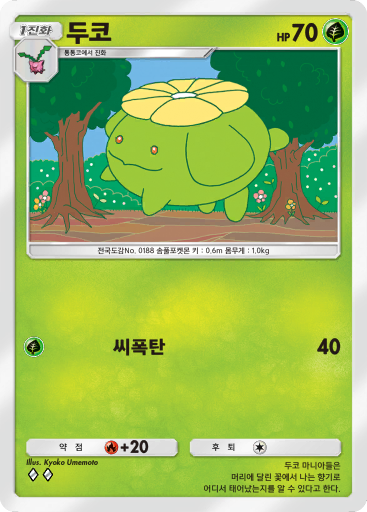 1진화
두코
HP 70
통통코에서 진화
전국도감No. 0188 솜풀포켓몬 키 : 0.6m 몸무게 : 1.0kg
씨폭탄 40
약점 +20 후퇴
Illus. Kyoko Umemoto
두코 마니아들은
머리에 달린 꽃에서 나는 향기로
어디서 태어났는지를 알 수 있다고 한다.